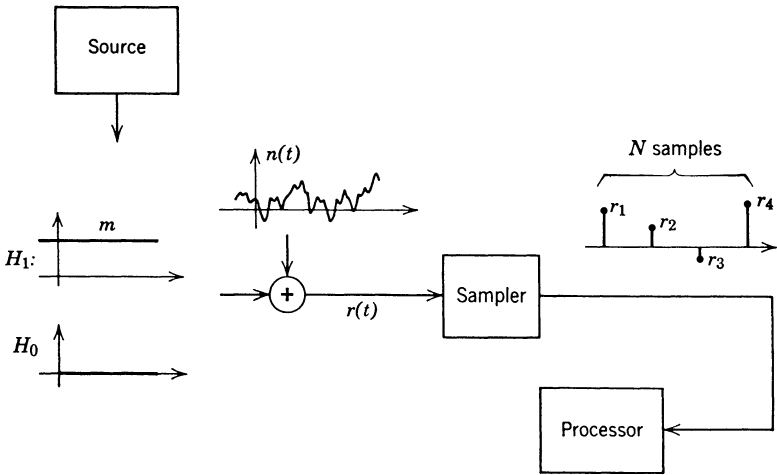 Source
n(t)
N samples
m
H₁:
r₁
r₂
r₃
r₄
+
r(t)
Sampler
H₀
Processor